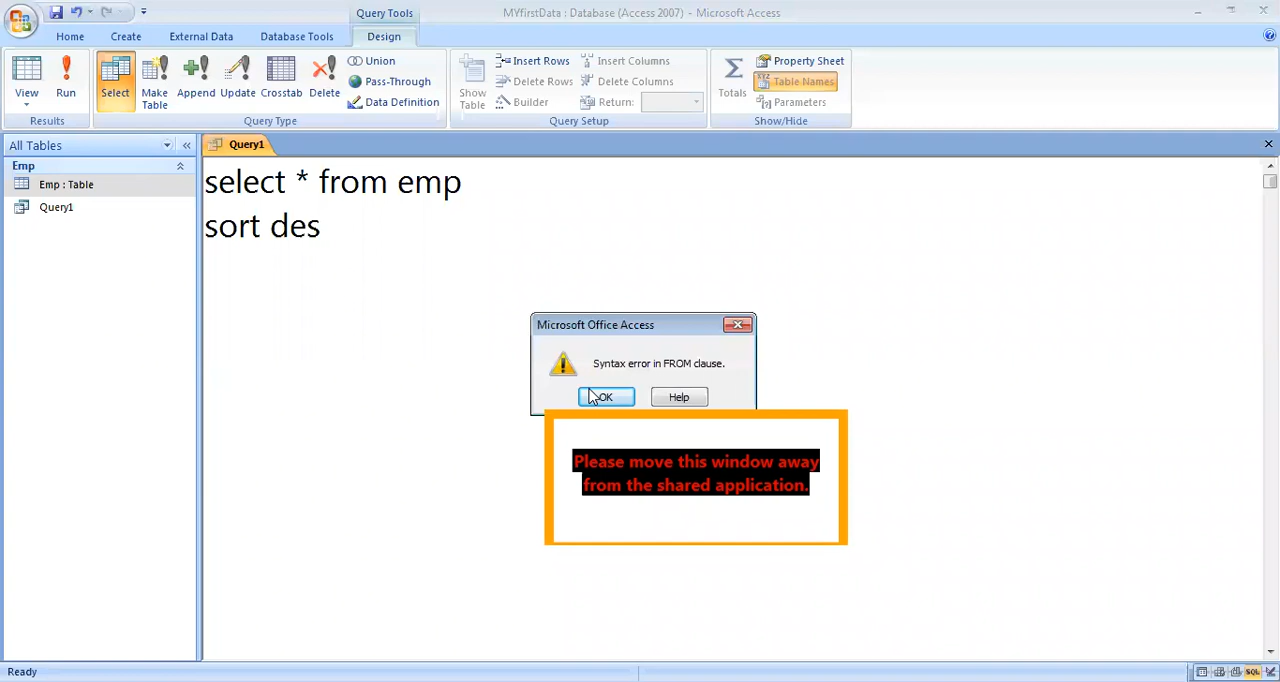 MYfirstData : Database (Access 2007) - Microsoft Access
Query Tools
Home Create External Data Database Tools Design
View
Run
Results
Select
Make Table
Append
Update
Crosstab
Delete
Union
Pass-Through
Data Definition
Query Type
Show Table
Insert Rows
Delete Rows
Builder
Insert Columns
Delete Columns
Return:
Query Setup
Totals
Property Sheet
Table Names
Parameters
Show/Hide
All Tables
Emp
Emp : Table
Query1
Query1
select * from emp
sort des
Microsoft Office Access
Syntax error in FROM clause.
OK Help
Please move this window away
from the shared application.
Ready
SQL